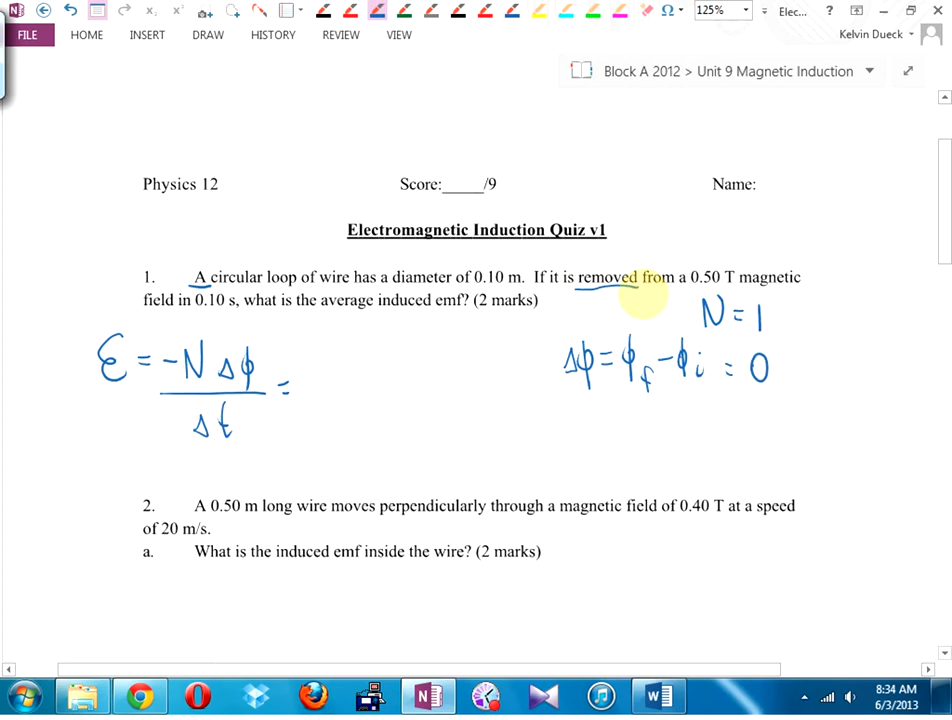 125%
Elec...
?
FILE
HOME
INSERT
DRAW
HISTORY
REVIEW
VIEW
Kelvin Dueck
Block A 2012 > Unit 9 Magnetic Induction
Physics 12
Score:_____/9
Name:
Electromagnetic Induction Quiz v1
1. A circular loop of wire has a diameter of 0.10 m. If it is removed from a 0.50 T magnetic
field in 0.10 s, what is the average induced emf? (2 marks)
N = 1
ε = -N Δϕ =
Δt
Δϕ = ϕf - ϕi = 0
2. A 0.50 m long wire moves perpendicularly through a magnetic field of 0.40 T at a speed
of 20 m/s.
a. What is the induced emf inside the wire? (2 marks)
8:34 AM
6/3/2013